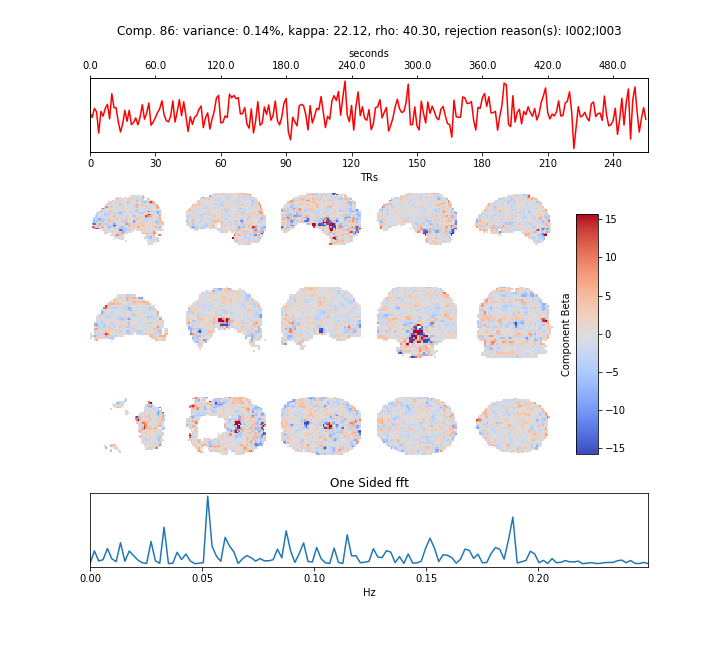 Comp. 86: variance: 0.14%, kappa: 22.12, rho: 40.30, rejection reason(s): I002;I003
seconds
0.0 60.0 120.0 180.0 240.0 300.0 360.0 420.0 480.0
0 30 60 90 120 150 180 210 240
TRs
15
10
5
0
−5
−10
−15
Component Beta
One Sided fft
0.00 0.05 0.10 0.15 0.20
Hz